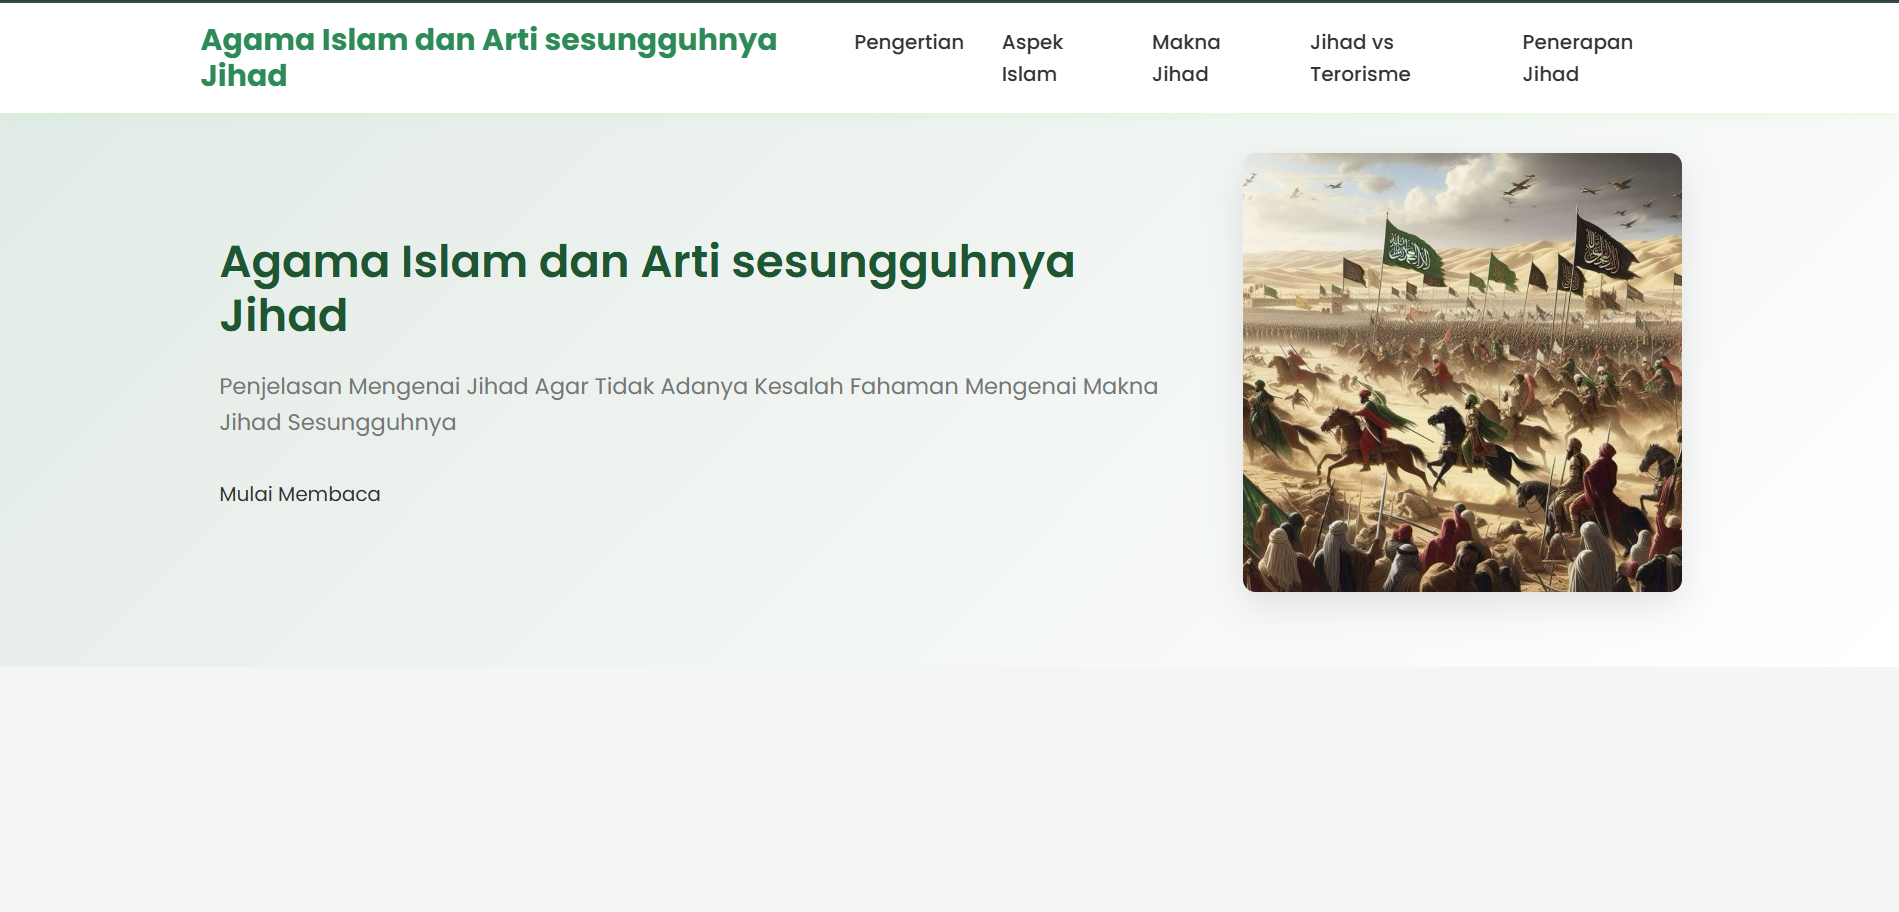 Agama Islam dan Arti sesungguhnya
Jihad
Pengertian
Aspek
Islam
Makna
Jihad
Jihad vs
Terorisme
Penerapan
Jihad
Agama Islam dan Arti sesungguhnya
Jihad
Penjelasan Mengenai Jihad Agar Tidak Adanya Kesalah Fahaman Mengenai Makna
Jihad Sesungguhnya
Mulai Membaca